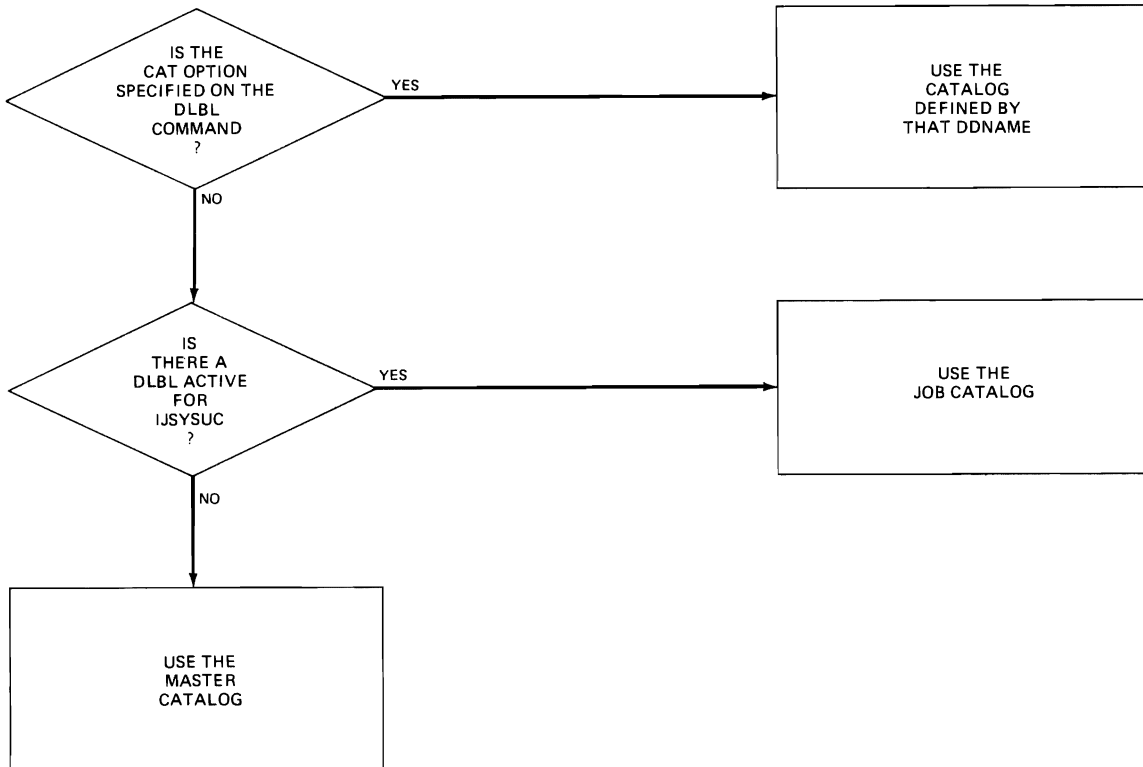 IS THE
CAT OPTION
SPECIFIED ON THE
DLBL
COMMAND
?
YES
USE THE
CATALOG
DEFINED BY
THAT DDNAME
NO
IS
THERE A
DLBL ACTIVE
FOR
IJSYSUC
?
YES
USE THE
JOB CATALOG
NO
USE THE
MASTER
CATALOG